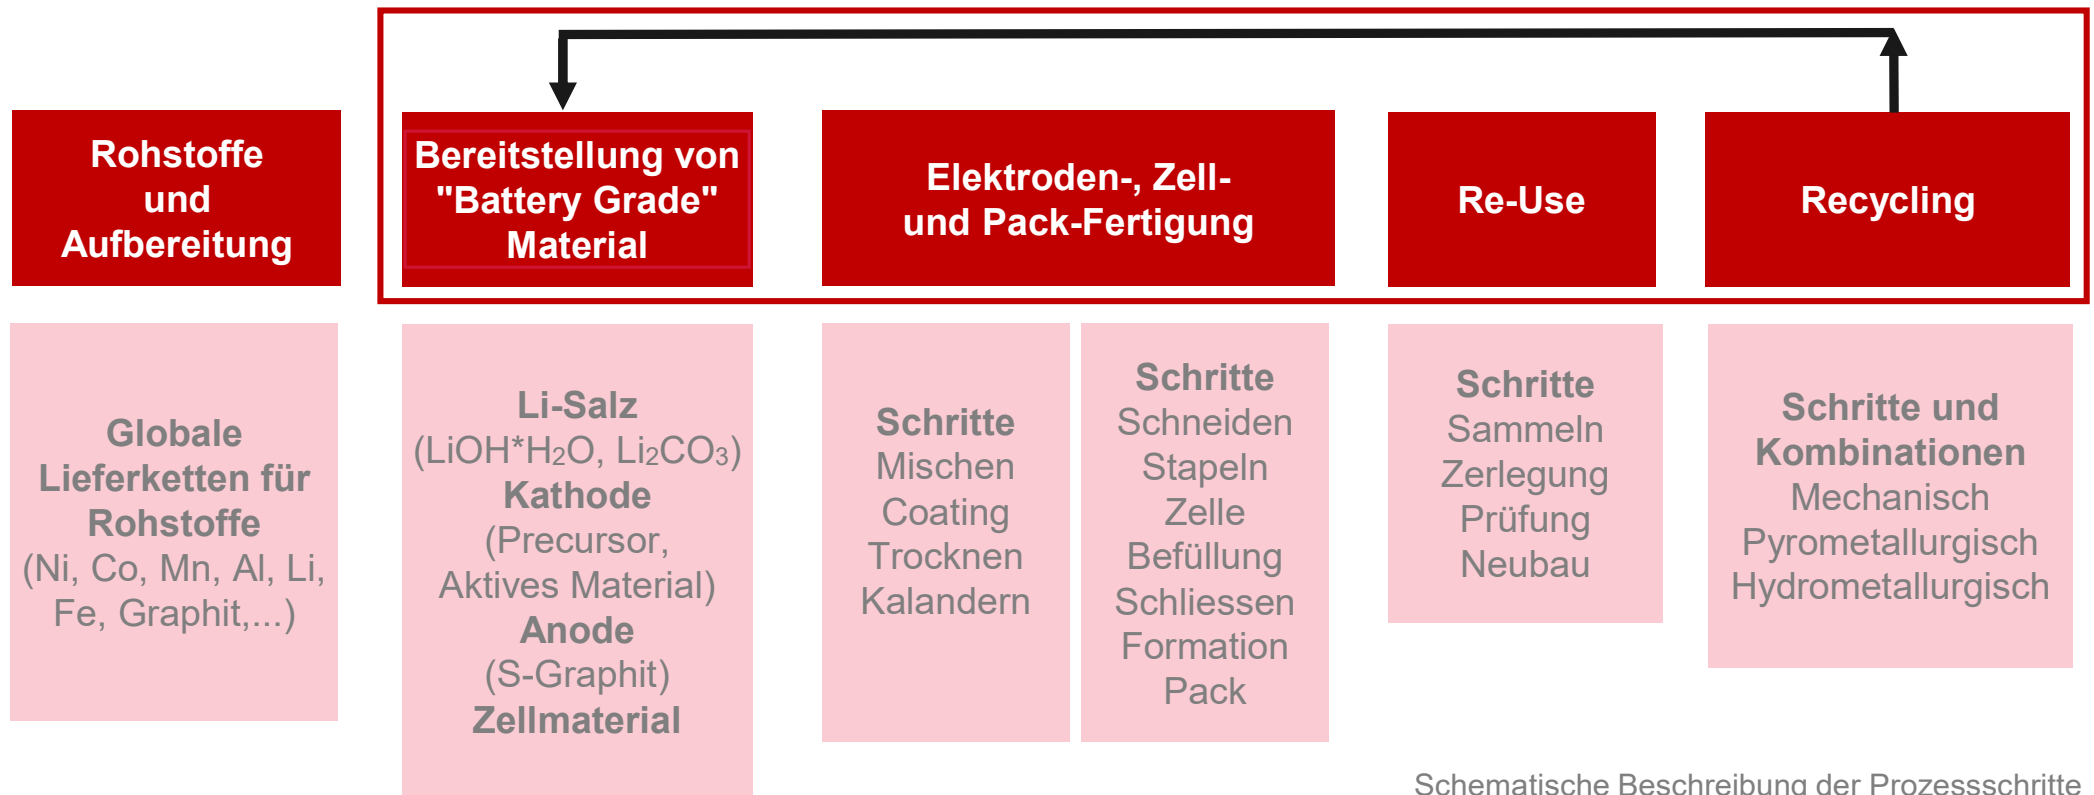 Rohstoffe
und
Aufbereitung
Bereitstellung von
"Battery Grade"
Material
Elektroden-, Zell-
und Pack-Fertigung
Re-Use
Recycling
Globale
Lieferketten für
Rohstoffe
(Ni, Co, Mn, Al, Li,
Fe, Graphit,...)
Li-Salz
(LiOH*H₂O, Li₂CO₃)
Kathode
(Precursor,
Aktives Material)
Anode
(S-Graphit)
Zellmaterial
Schritte
Mischen
Coating
Trocknen
Kalandern
Schritte
Schneiden
Stapeln
Zelle
Befüllung
Schliessen
Formation
Pack
Schritte
Sammeln
Zerlegung
Prüfung
Neubau
Schritte und
Kombinationen
Mechanisch
Pyrometallurgisch
Hydrometallurgisch
Schematische Beschreibung der Prozessschritte